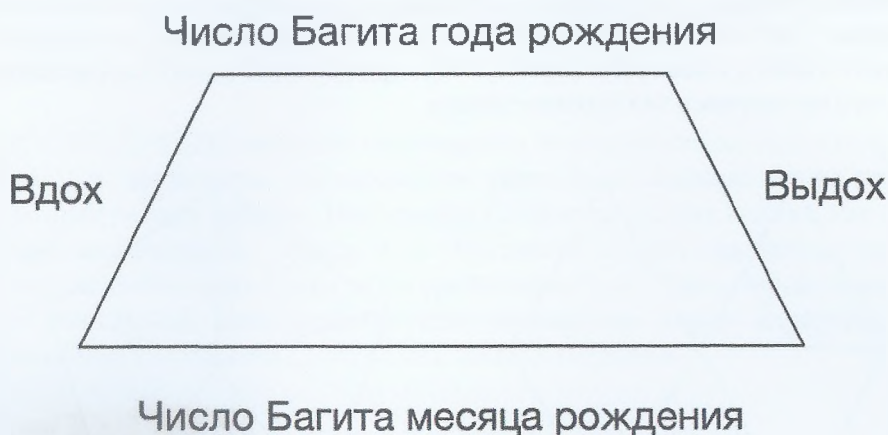 Число Багита года рождения
Вдох
Выдох
Число Багита месяца рождения